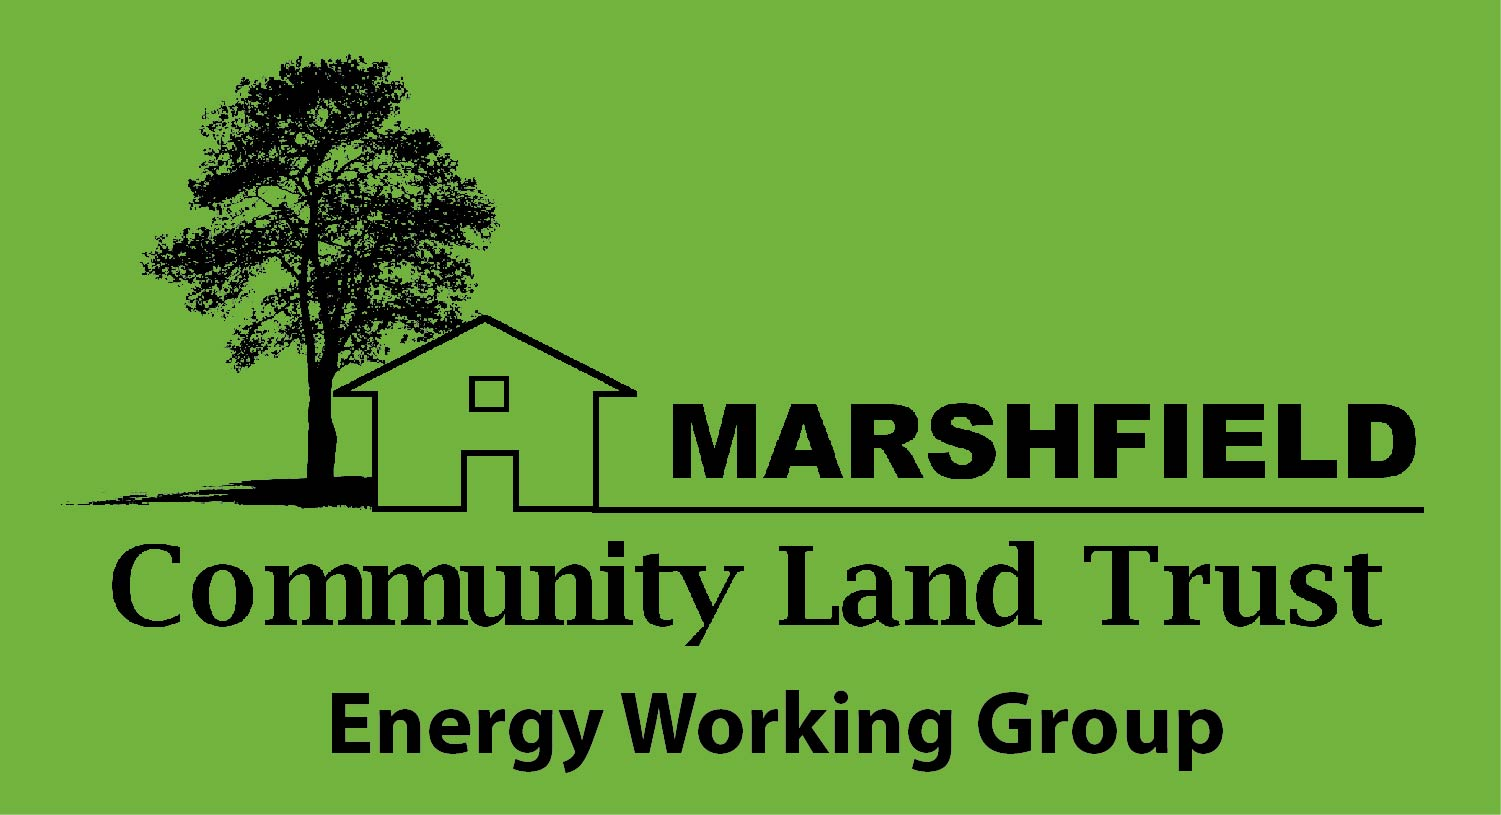 MARSHFIELD
Community Land Trust
Energy Working Group